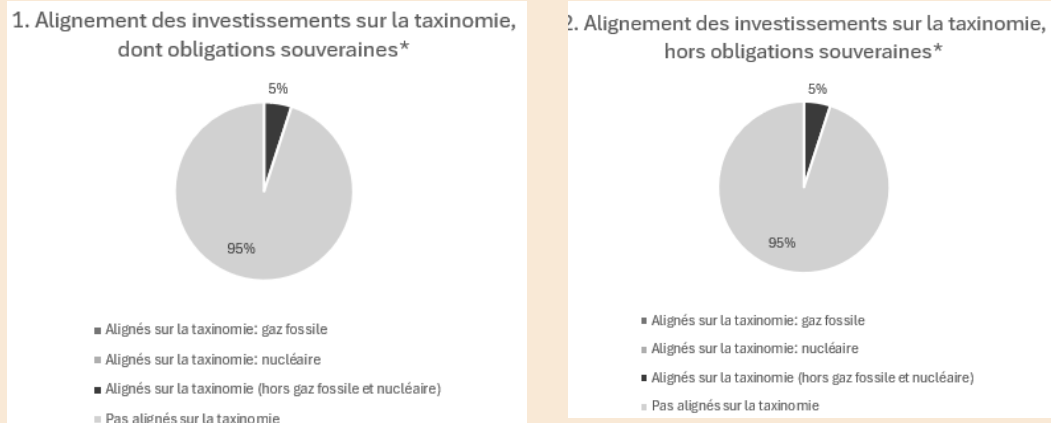 1. Alignement des investissements sur la taxinomie,
dont obligations souveraines*
5%
95%
Alignés sur la taxinomie: gaz fossile
Alignés sur la taxinomie: nucléaire
Alignés sur la taxinomie (hors gaz fossile et nucléaire)
Pas alignés sur la taxinomie
2. Alignement des investissements sur la taxinomie,
hors obligations souveraines*
5%
95%
Alignés sur la taxinomie: gaz fossile
Alignés sur la taxinomie: nucléaire
Alignés sur la taxinomie (hors gaz fossile et nucléaire)
Pas alignés sur la taxinomie